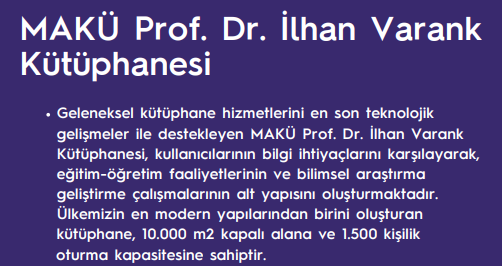 MAKÜ Prof. Dr. İlhan Varank
Kütüphanesi
• Geleneksel kütüphane hizmetlerini en son teknolojik
gelişmeler ile destekleyen MAKÜ Prof. Dr. İlhan Varank
Kütüphanesi, kullanıcılarının bilgi ihtiyaçlarını karşılayarak,
eğitim-öğretim faaliyetlerinin ve bilimsel araştırma
geliştirme çalışmalarının alt yapısını oluşturmaktadır.
Ülkemizin en modern yapılarından birini oluşturan
kütüphane, 10.000 m2 kapalı alana ve 1.500 kişilik
oturma kapasitesine sahiptir.